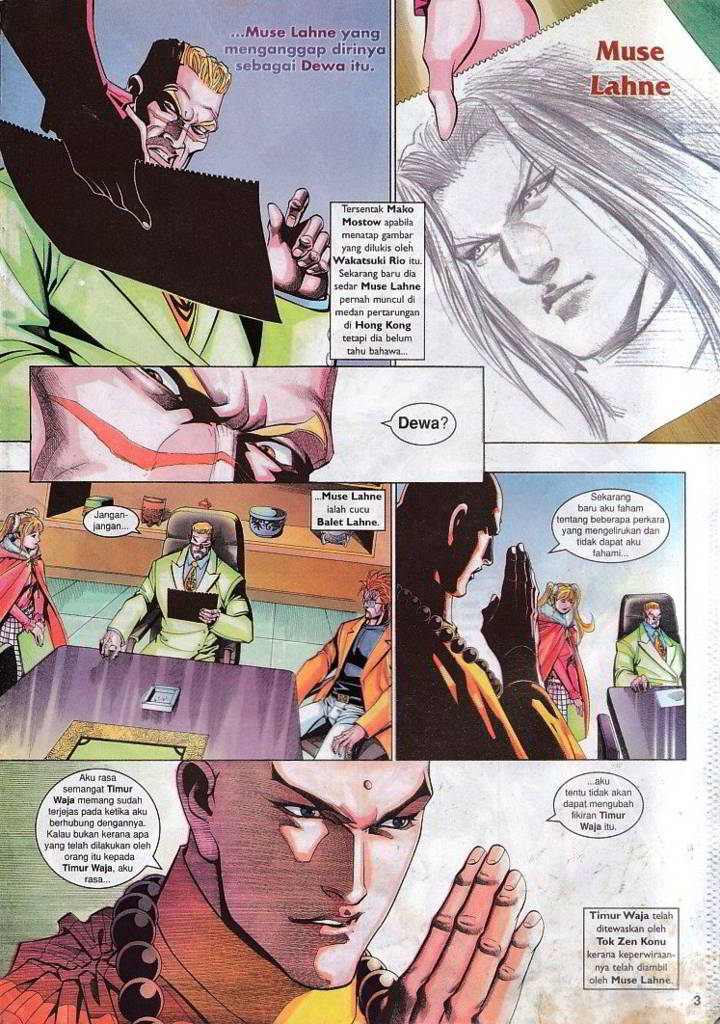 ...Muse Lahne yang
menganggap dirinya
sebagai Dewa itu.
Muse
Lahne
Tersentak Mako
Mostow apabila
menatap gambar
yang dilukis oleh
Wakatsuki Rio itu.
Sekarang baru dia
sedar Muse Lahne
pernah muncul di
medan pertarungan
di Hong Kong
tetapi dia belum
tahu bahawa...
Dewa?
Jangan-
jangan...
...Muse Lahne
ialah cucu
Balet Lahne.
Sekarang
baru aku faham
tentang beberapa perkara
yang mengelirukan dan
tidak dapat aku
fahami...
Aku rasa
semangat Timur
Waja memang sudah
terjejas pada ketika aku
berhubung dengannya.
Kalau bukan kerana apa
yang telah dilakukan oleh
orang itu kepada
Timur Waja, aku
rasa...
...aku
tentu tidak akan
dapat mengubah
fikiran Timur
Waja itu.
Timur Waja telah
ditewaskan oleh
Tok Zen Konu
kerana keperwiraan-
nya telah diambil
oleh Muse Lahne.
3